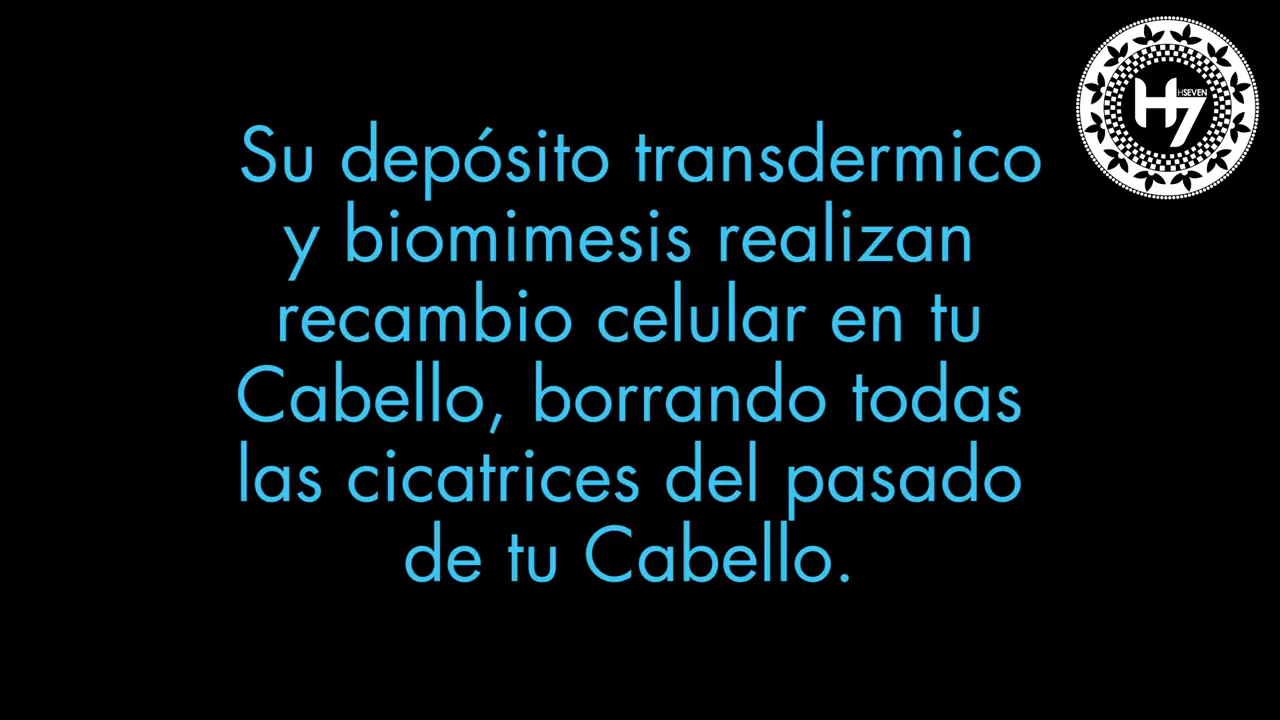 HSEVEN
H7
Su depósito transdermico
y biomimesis realizan
recambio celular en tu
Cabello, borrando todas
las cicatrices del pasado
de tu Cabello.